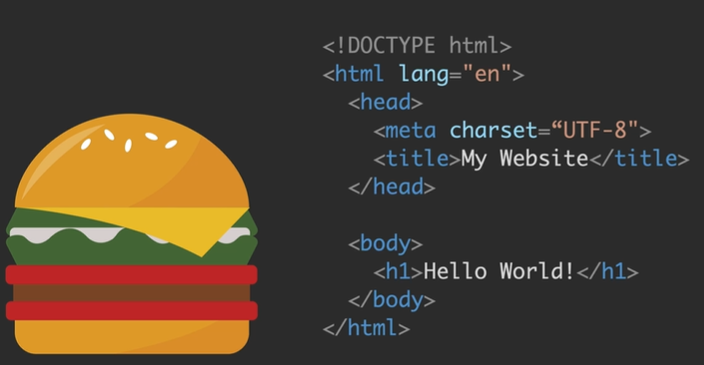 <!DOCTYPE html>
<html lang="en">
<head>
<meta charset=“UTF-8">
<title>My Website</title>
</head>
<body>
<h1>Hello World!</h1>
</body>
</html>